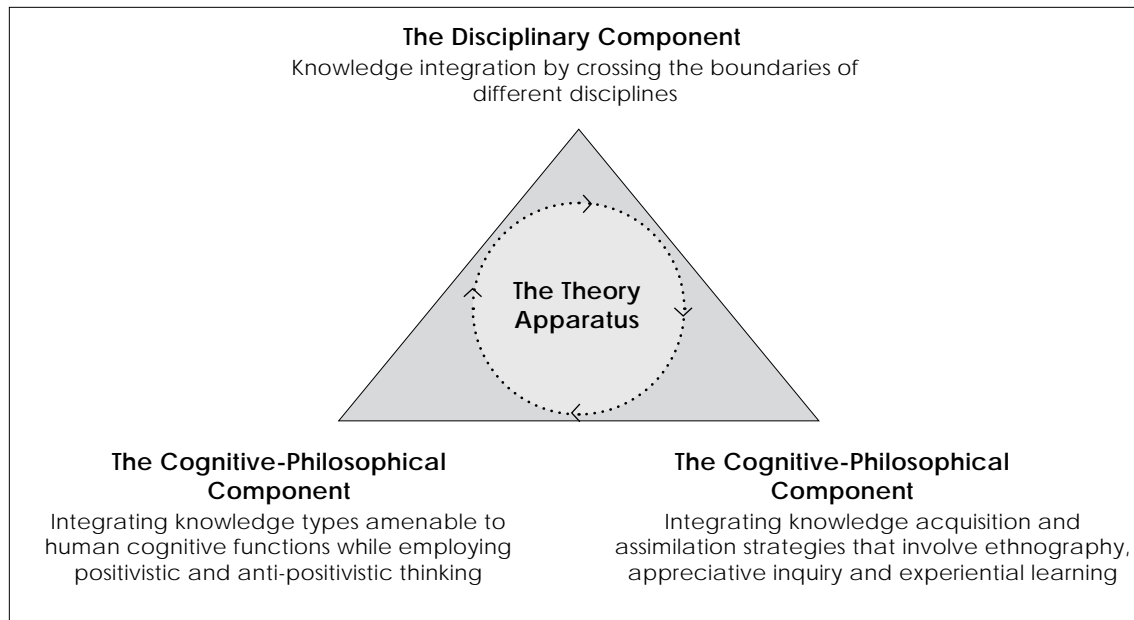 The Disciplinary Component
Knowledge integration by crossing the boundaries of
different disciplines
The Theory
Apparatus
The Cognitive-Philosophical
Component
Integrating knowledge types amenable to
human cognitive functions while employing
positivistic and anti-positivistic thinking
The Cognitive-Philosophical
Component
Integrating knowledge acquisition and
assimilation strategies that involve ethnography,
appreciative inquiry and experiential learning